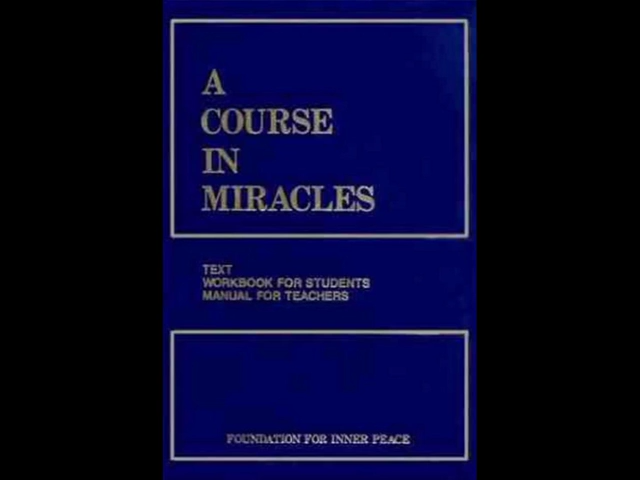 A
COURSE
IN
MIRACLES
TEXT
WORKBOOK FOR STUDENTS
MANUAL FOR TEACHERS
FOUNDATION FOR INNER PEACE